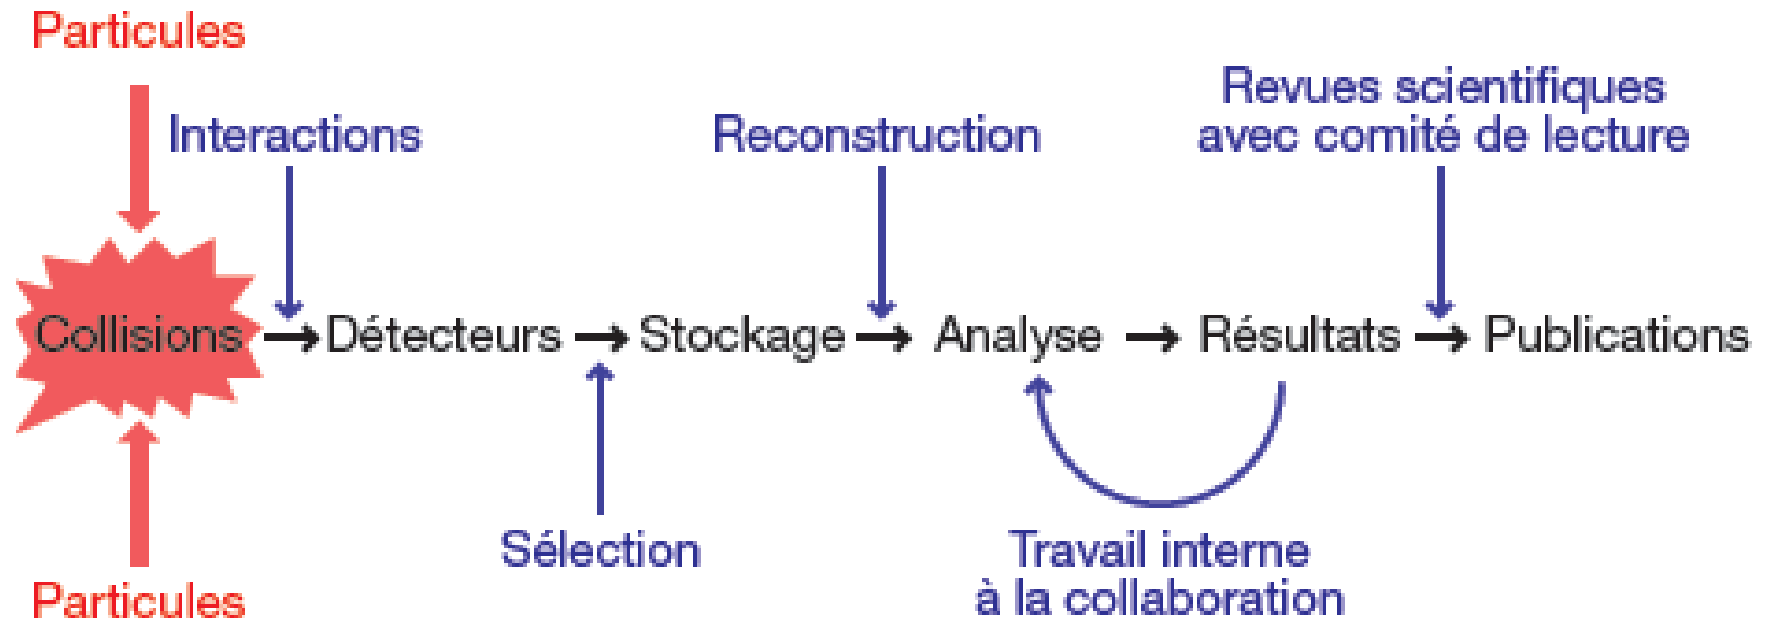 Particules
Interactions
Reconstruction
Revues scientifiques
avec comité de lecture
Collisions
Détecteurs
Stockage
Analyse
Résultats
Publications
Sélection
Travail interne
à la collaboration
Particules